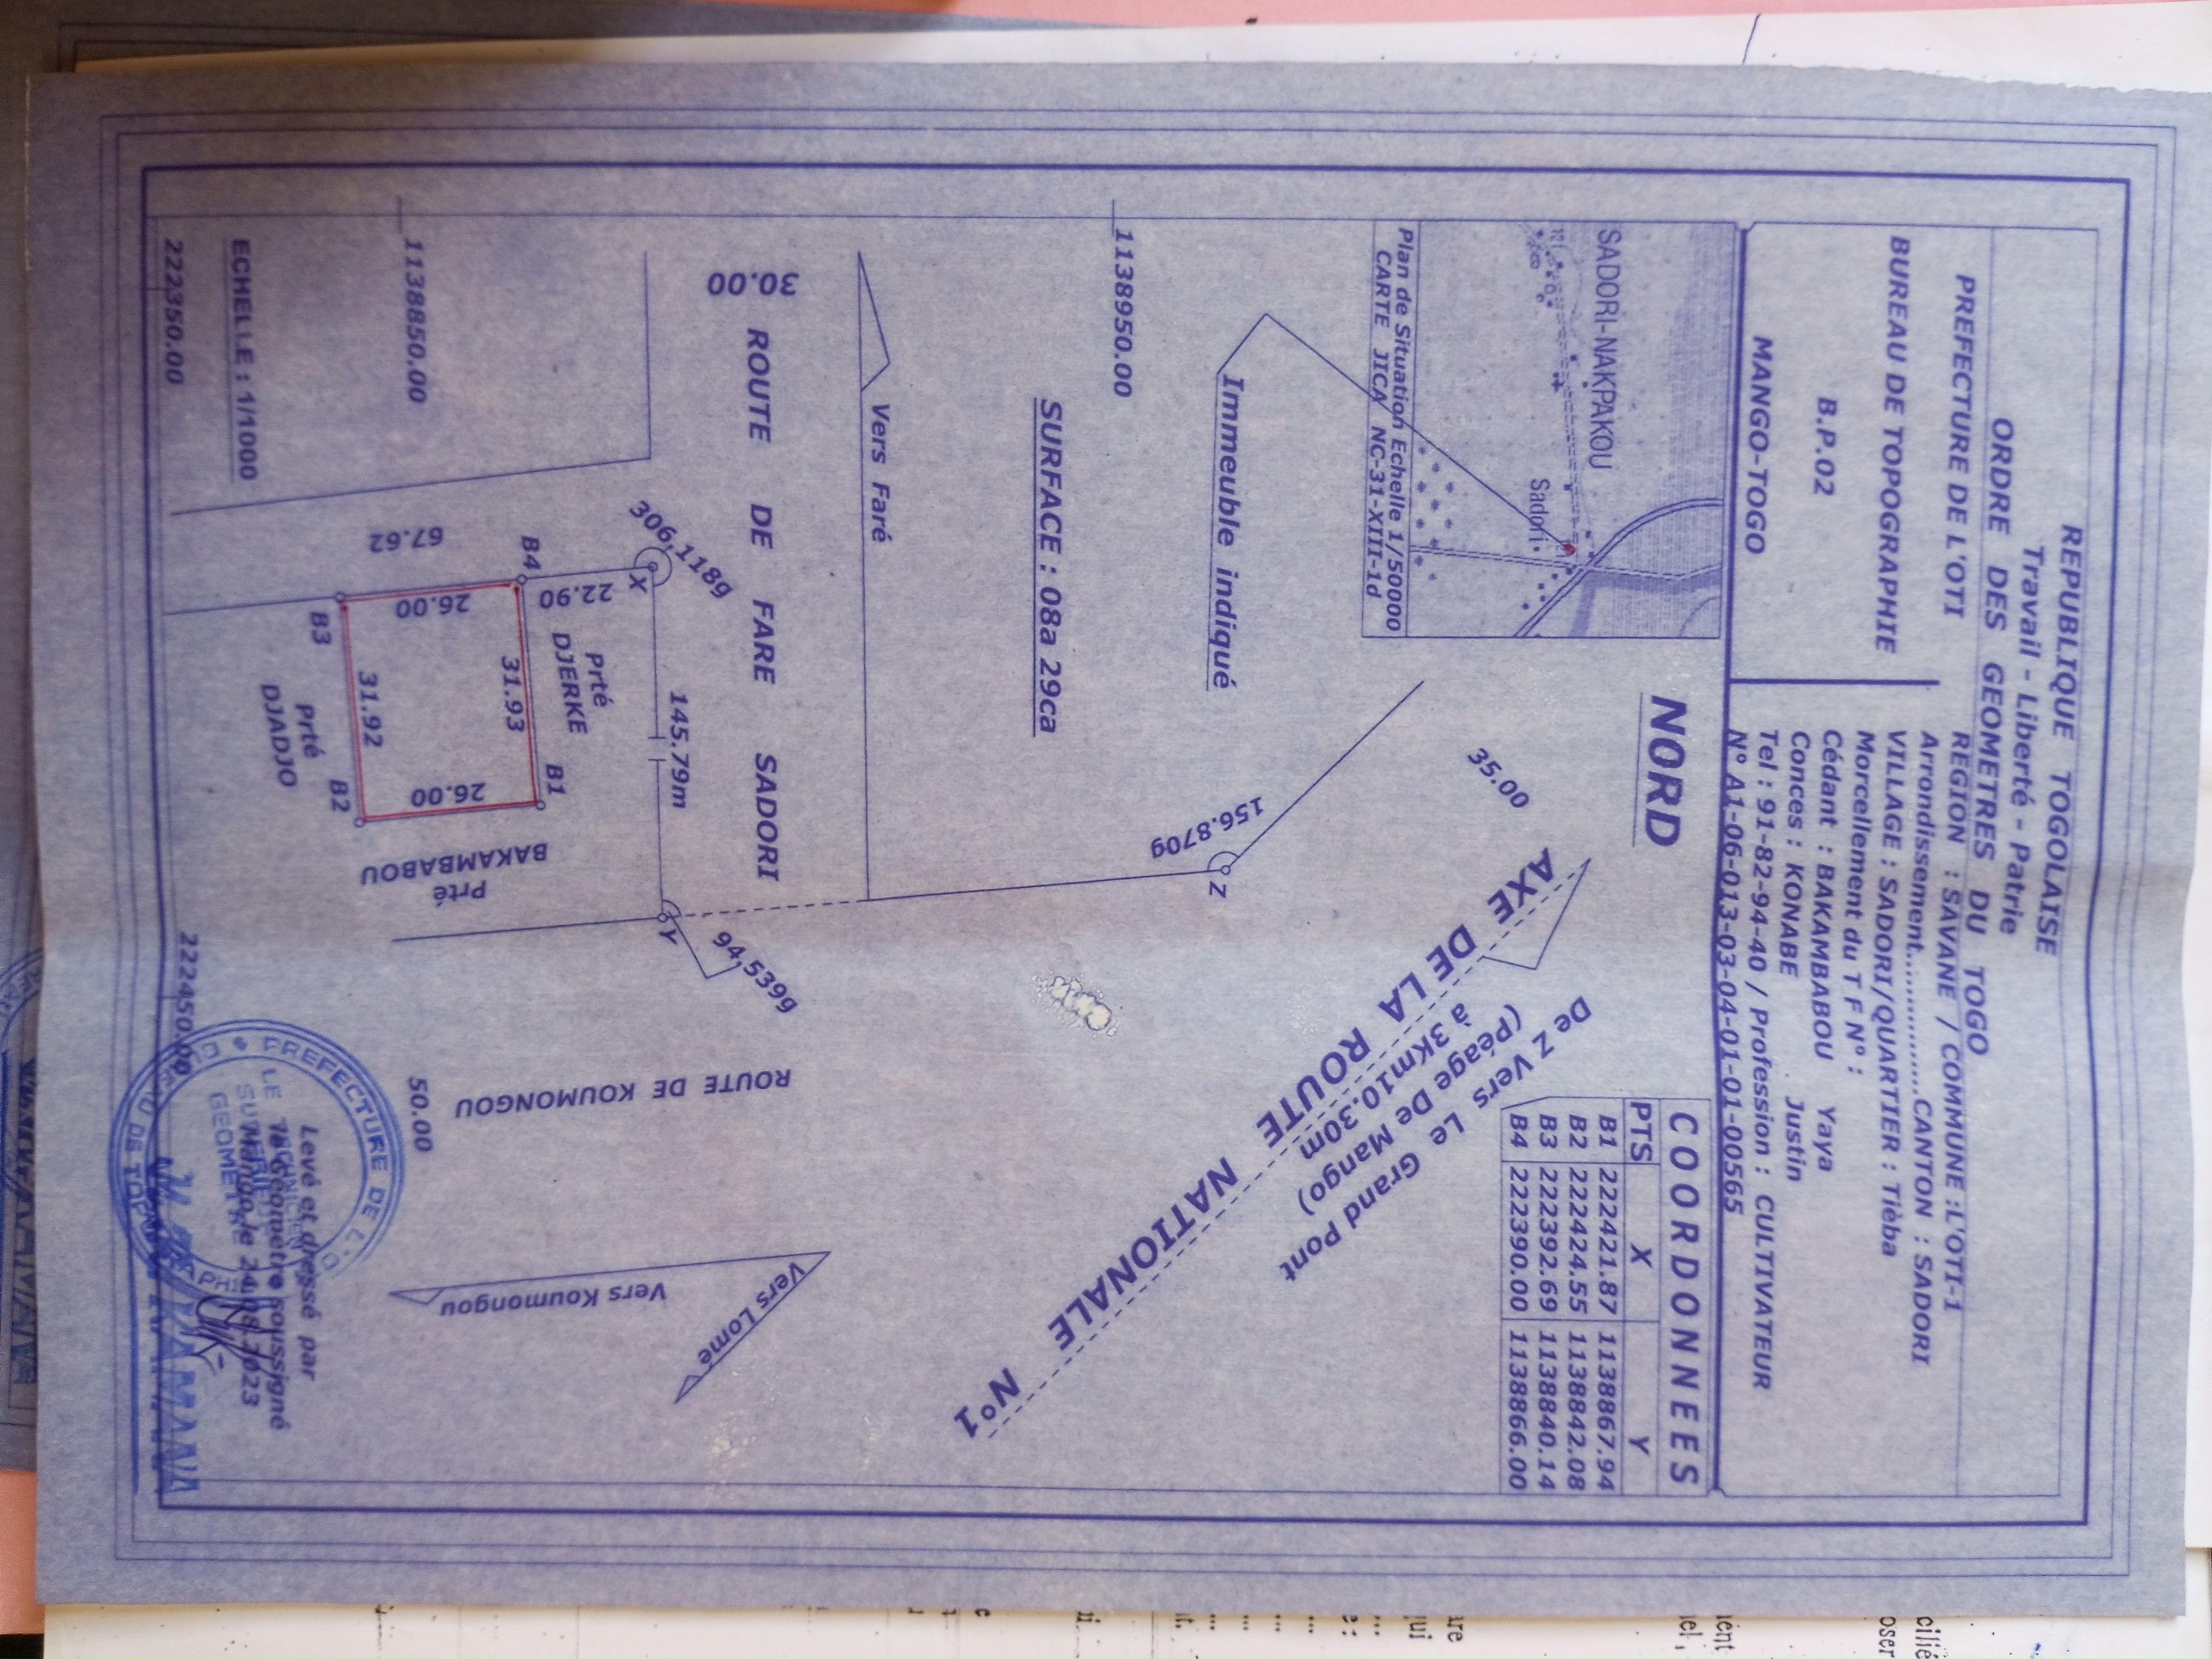 REPUBLIQUE TOGOLAISE
Travail - Liberté - Patrie
ORDRE DES GEOMETRES DU TOGO
PREFECTURE DE L'OTI
BUREAU DE TOPOGRAPHIE
B.P.02
MANGO-TOGO
REGION : SAVANE / COMMUNE :L'OTI-1
Arrondissement...............CANTON : SADORI
VILLAGE : SADORI/QUARTIER : Tièba
Morcellement du T F N° :
Cédant : BAKAMBABOU Yaya
Conces : KONABE Justin
Tel : 91-82-94-40 / Profession : CULTIVATEUR
N° A1-06-013-03-04-01-01-00565
SADORI-NAKPAKOU
Sadori
Plan de Situation Echelle 1/50000
CARTE JICA NC-31-XIII-1d
NORD
COORDONNEES
PTS X Y
B1 222421.87 1138867.94
B2 222424.55 1138842.08
B3 222392.69 1138840.14
B4 222390.00 1138866.00
Immeuble indiqué
35.00
156.870g
Z
AXE DE LA ROUTE NATIONALE N°1
De Z Vers Le Grand Pont
(Péage De Mango)
à 3Km10.30m
1138950.00
SURFACE : 08a 29ca
Vers Faré
30.00
ROUTE DE FARE SADORI
306,118g
X
145.79m
Y
94,539g
22.90
Prté
DJERKE
B4
B1
31.93
26.00
26.00
31.92
B3
B2
67.62
Prté
DJADJO
Prté
BAKAMBABOU
ROUTE DE KOUMONGOU
50.00
Vers Koumongou
Vers Lomé
1138850.00
ECHELLE : 1/1000
222350.00
222450.00
Levé et dressé par
le Géomètre soussigné
Mango le 24.08.2023
PREFECTURE DE L'O
LE TECHNICIEN
SUPERIEUR
GEOMETRE